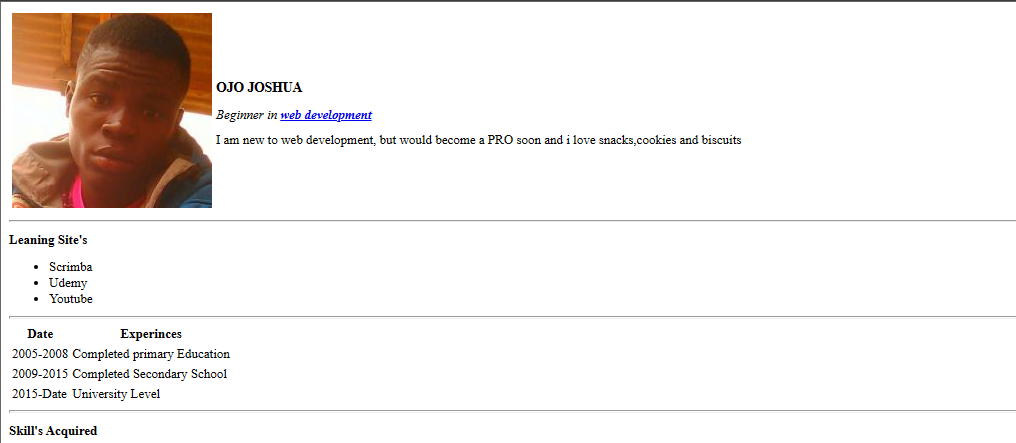 OJO JOSHUA
Beginner in web development
I am new to web development, but would become a PRO soon and i love snacks,cookies and biscuits
Leaning Site's
Scrimba
Udemy
Youtube
Date Experinces
2005-2008 Completed primary Education
2009-2015 Completed Secondary School
2015-Date University Level
Skill's Acquired